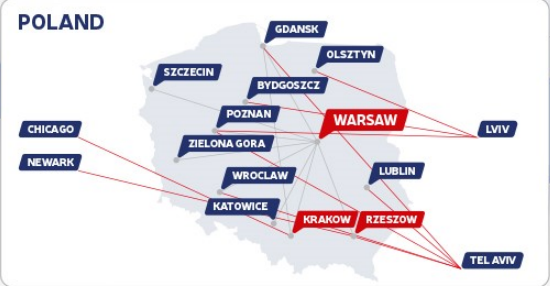 POLAND
GDANSK
OLSZTYN
SZCZECIN
BYDGOSZCZ
POZNAN
WARSAW
CHICAGO
LVIV
ZIELONA GORA
NEWARK
WROCLAW
LUBLIN
KATOWICE
KRAKOW
RZESZOW
TEL AVIV